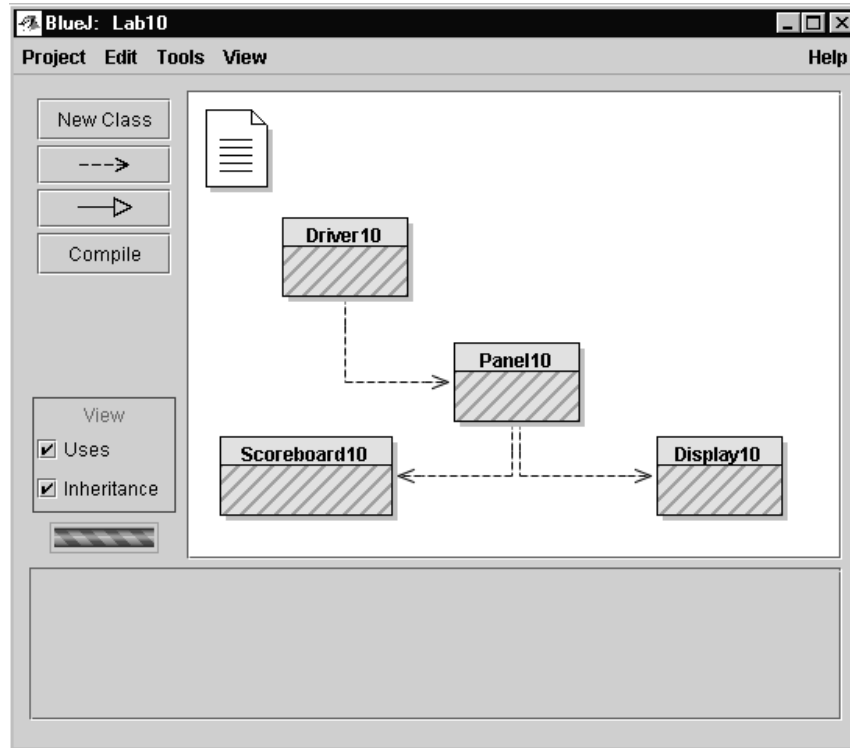 BlueJ: Lab10
Project Edit Tools View Help
New Class
Compile
View
Uses
Inheritance
Driver10
Panel10
Scoreboard10
Display10